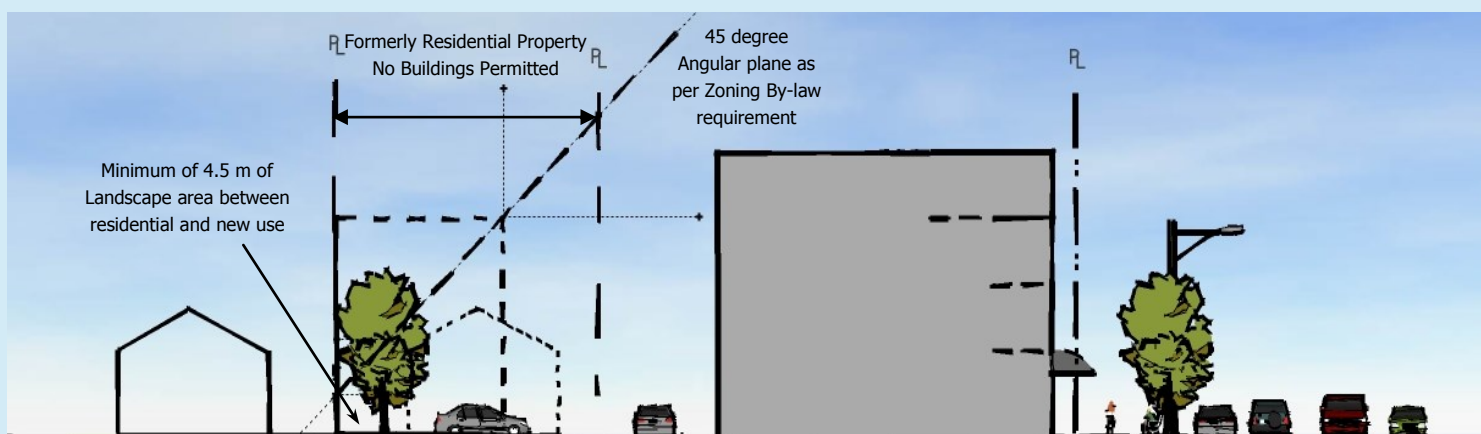 PL
Formerly Residential Property
No Buildings Permitted
PL
45 degree
Angular plane as
per Zoning By-law
requirement
PL
Minimum of 4.5 m of
Landscape area between
residential and new use